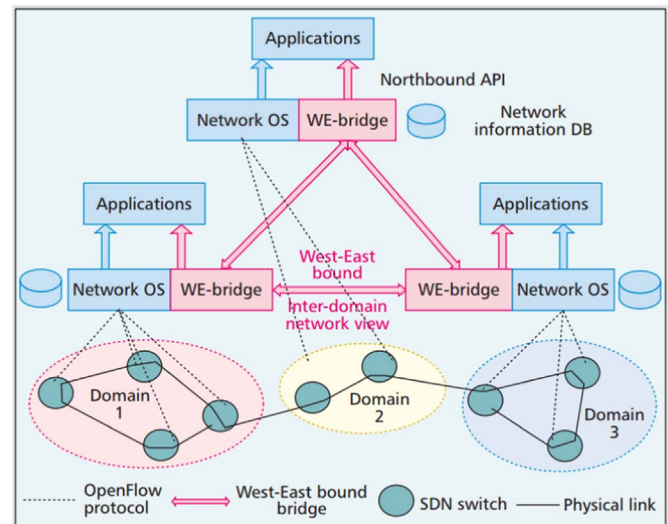 Applications
Northbound API
Network OS
WE-bridge
Network
information DB
Applications
Applications
West-East
bound
Network OS
WE-bridge
WE-bridge
Network OS
Inter-domain
network view
Domain
1
Domain
2
Domain
3
OpenFlow
protocol
West-East bound
bridge
SDN switch
Physical link